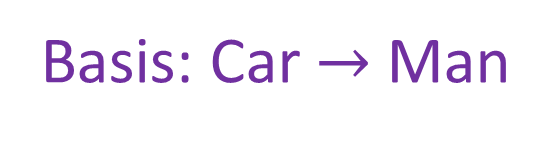 Basis: Car → Man